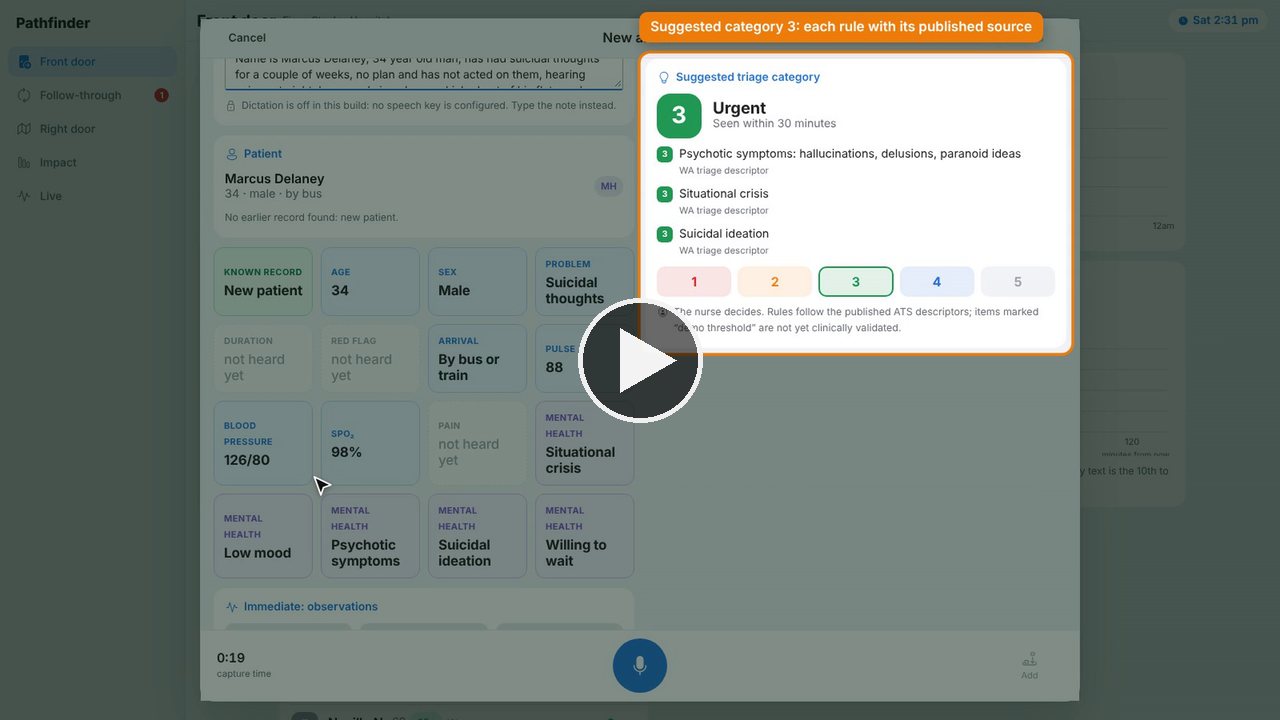 Pathfinder
Front door
Follow-through
1
Right door
Impact
Live
Sat 2:31 pm
Cancel
New a
Suggested category 3: each rule with its published source
Name is Marcus Delaney, 34 year old man, has had suicidal thoughts
for a couple of weeks, no plan and has not acted on them, hearing
Dictation is off in this build: no speech key is configured. Type the note instead.
Patient
Marcus Delaney
34 · male · by bus
MH
No earlier record found: new patient.
KNOWN RECORD
New patient
AGE
34
SEX
Male
PROBLEM
Suicidal
thoughts
DURATION
not heard
yet
RED FLAG
not heard
yet
ARRIVAL
By bus or
train
PULSE
88
BLOOD
PRESSURE
126/80
SPO₂
98%
PAIN
not heard
yet
MENTAL
HEALTH
Situational
crisis
MENTAL
HEALTH
Low mood
MENTAL
HEALTH
Psychotic
symptoms
MENTAL
HEALTH
Suicidal
ideation
MENTAL
HEALTH
Willing to
wait
Immediate: observations
Suggested triage category
3
Urgent
Seen within 30 minutes
3 Psychotic symptoms: hallucinations, delusions, paranoid ideas
WA triage descriptor
3 Situational crisis
WA triage descriptor
3 Suicidal ideation
WA triage descriptor
1 2 3 4 5
The nurse decides. Rules follow the published ATS descriptors; items marked
no threshold" are not yet clinically validated.
12am
120
minutes from now
text is the 10th to
0:19
capture time
Add